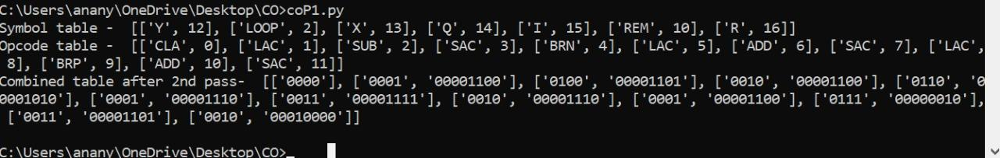 C:\Users\anany\OneDrive\Desktop\CO>coP1.py
Symbol table -  [['Y', 12], ['LOOP', 2], ['X', 13], ['Q', 14], ['I', 15], ['REM', 10], ['R', 16]]
Opcode table -  [['CLA', 0], ['LAC', 1], ['SUB', 2], ['SAC', 3], ['BRN', 4], ['LAC', 5], ['ADD', 6], ['SAC', 7], ['LAC',
 8], ['BRP', 9], ['ADD', 10], ['SAC', 11]]
Combined table after 2nd pass-  [['0000'], ['0001', '00001100'], ['0100', '00001101'], ['0010', '00001100'], ['0110', '0
0001010'], ['0001', '00001110'], ['0011', '00001111'], ['0010', '00001110'], ['0001', '00001100'], ['0111', '00000010'],
 ['0011', '00001101'], ['0010', '00010000']]
C:\Users\anany\OneDrive\Desktop\CO>_